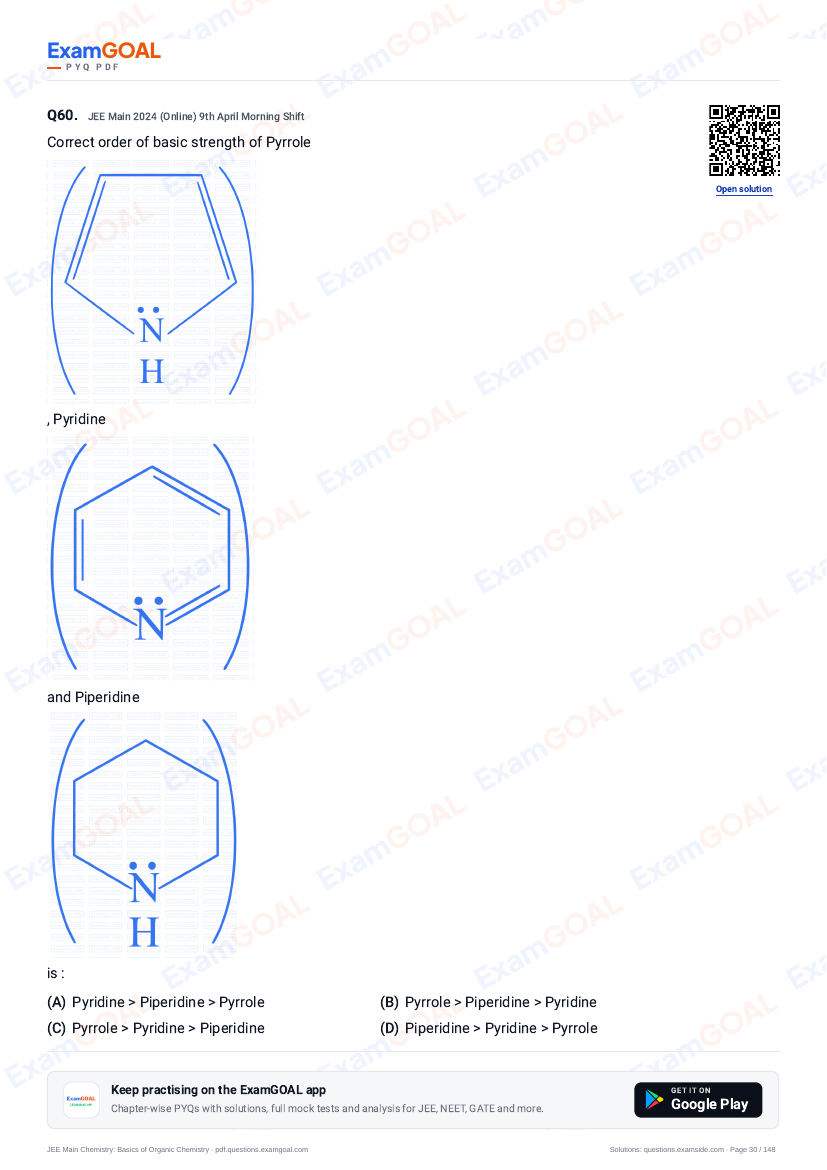 ExamGOAL
PYQ PDF
Q60. JEE Main 2024 (Online) 9th April Morning Shift
Correct order of basic strength of Pyrrole
Open solution
N
H
, Pyridine
N
and Piperidine
N
H
is :
(A) Pyridine > Piperidine > Pyrrole
(B) Pyrrole > Piperidine > Pyridine
(C) Pyrrole > Pyridine > Piperidine
(D) Piperidine > Pyridine > Pyrrole
Keep practising on the ExamGOAL app
Chapter-wise PYQs with solutions, full mock tests and analysis for JEE, NEET, GATE and more.
GET IT ON
Google Play
JEE Main Chemistry: Basics of Organic Chemistry · pdf.questions.examgoal.com
Solutions: questions.examside.com · Page 30 / 148